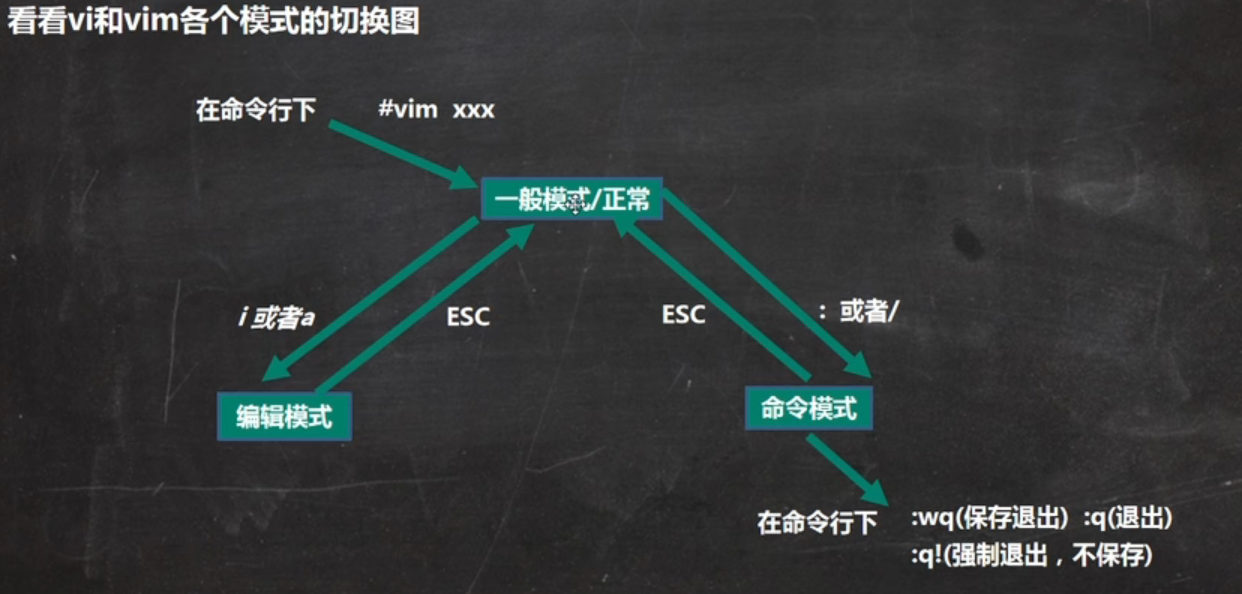 看看vi和vim各个模式的切换图
在命令行下
#vim xxx
一般模式/正常
i 或者a
ESC
ESC
: 或者/
编辑模式
命令模式
在命令行下
:wq(保存退出) :q(退出)
:q!(强制退出，不保存)